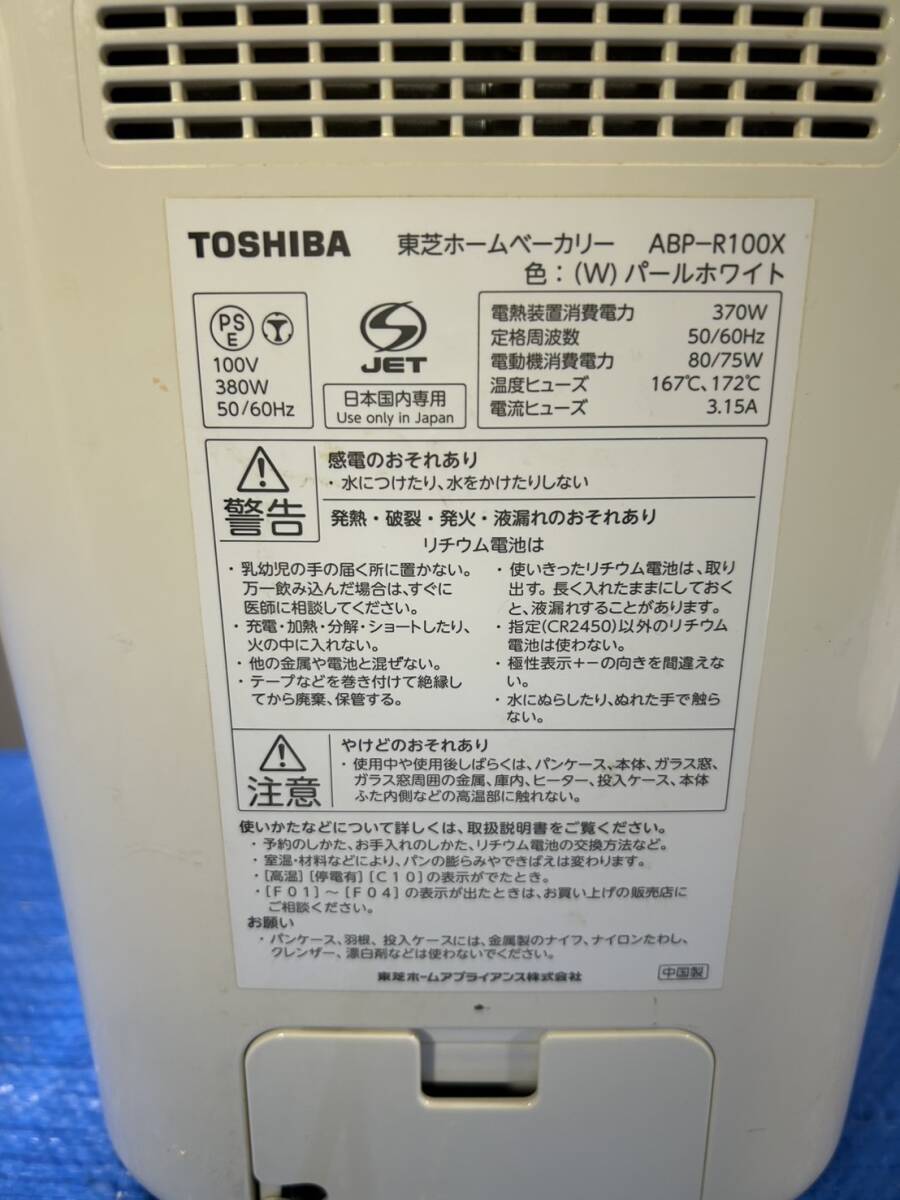 TOSHIBA 東芝ホームベーカリー ABP-R100X
色：(W) パールホワイト
PS
E
100V
380W
50/60Hz
JET
日本国内専用
Use only in Japan
電熱装置消費電力 370W
定格周波数 50/60Hz
電動機消費電力 80/75W
温度ヒューズ 167℃、172℃
電流ヒューズ 3.15A
警告
感電のおそれあり
・水につけたり、水をかけたりしない
発熱・破裂・発火・液漏れのおそれあり
リチウム電池は
・乳幼児の手の届く所に置かない。
万一飲み込んだ場合は、すぐに
医師に相談してください。
・充電・加熱・分解・ショートしたり、
火の中に入れない。
・他の金属や電池と混ぜない。
・テープなどを巻き付けて絶縁し
てから廃棄、保管する。
・使いきったリチウム電池は、取り
出す。長く入れたままにしておく
と、液漏れすることがあります。
・指定(CR2450)以外のリチウム
電池は使わない。
・極性表示＋－の向きを間違えな
い。
・水にぬらしたり、ぬれた手で触ら
ない。
注意
やけどのおそれあり
・使用中や使用後しばらくは、パンケース、本体、ガラス窓、
ガラス窓周囲の金属、庫内、ヒーター、投入ケース、本体
ふた内側などの高温部に触れない。
使いかたなどについて詳しくは、取扱説明書をご覧ください。
・予約のしかた、お手入れのしかた、リチウム電池の交換方法など。
・室温・材料などにより、パンの膨らみやできばえは変わります。
・[高温][停電有][C10]の表示がでたとき。
・[F01]～[F04]の表示が出たときは、お買い上げの販売店に
ご相談ください。
お願い
・パンケース、羽根、投入ケースには、金属製のナイフ、ナイロンたわし、
クレンザー、漂白剤などは使わないでください。
東芝ホームアプライアンス株式会社 中国製